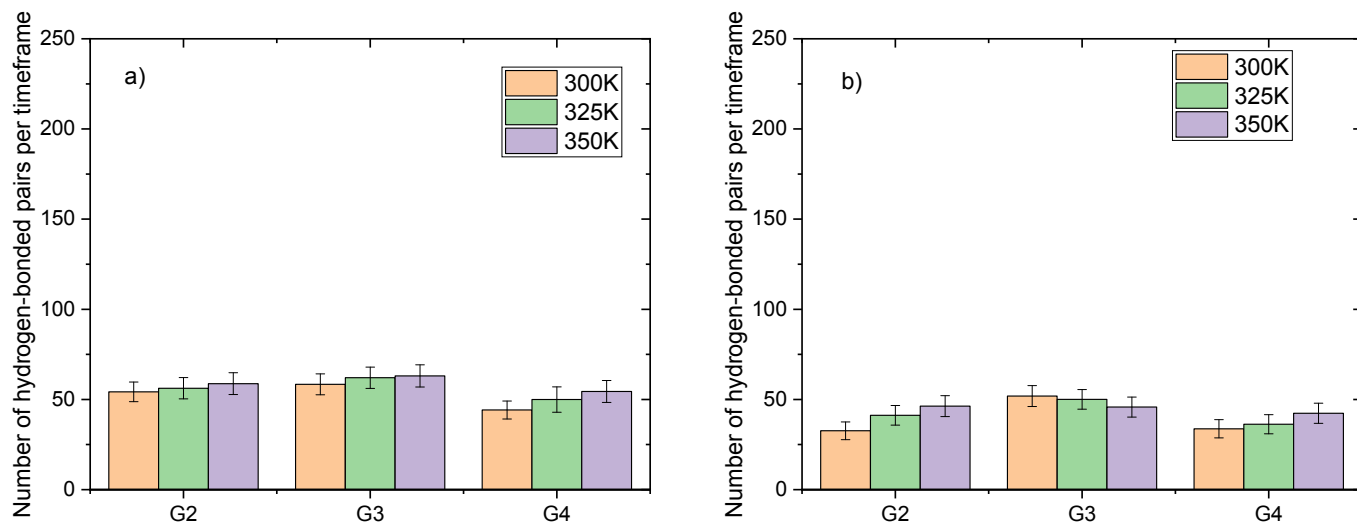 Number of hydrogen-bonded pairs per timeframe
250
200
150
100
50
0
a)
300K
325K
350K
G2 G3 G4
Number of hydrogen-bonded pairs per timeframe
250
200
150
100
50
0
b)
300K
325K
350K
G2 G3 G4